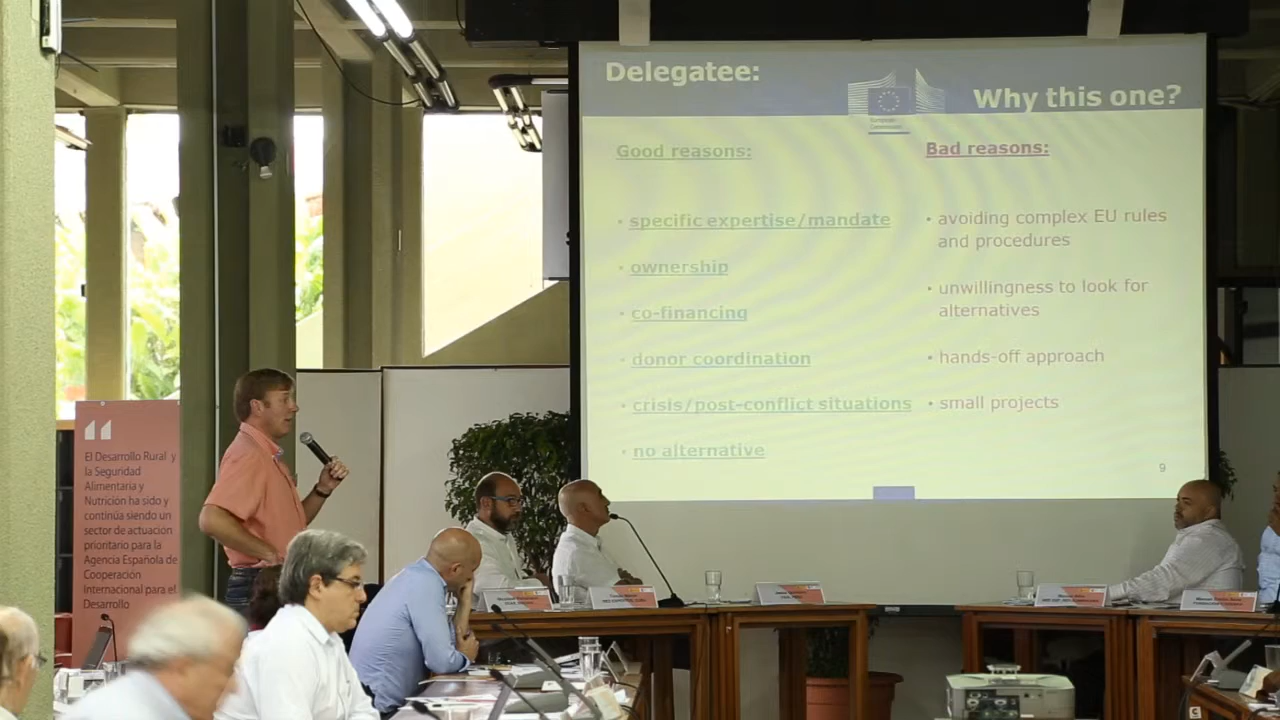 Delegatee:
Why this one?
European
Commission
Good reasons:
• specific expertise/mandate
• ownership
• co-financing
• donor coordination
• crisis/post-conflict situations
• no alternative
Bad reasons:
• avoiding complex EU rules
and procedures
• unwillingness to look for
alternatives
• hands-off approach
• small projects
9
El Desarrollo Rural y
la Seguridad
Alimentaria y
Nutrición ha sido y
continúa siendo un
sector de actuación
prioritario para la
Agencia Española de
Cooperación
Internacional para el
Desarrollo